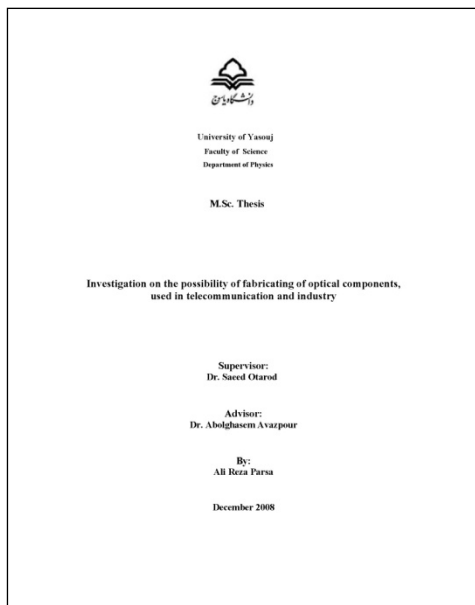 دانشگاه یاسوج
University of Yasouj
Faculty of Science
Department of Physics
M.Sc. Thesis
Investigation on the possibility of fabricating of optical components,
used in telecommunication and industry
Supervisor:
Dr. Saeed Otarod
Advisor:
Dr. Abolghasem Avazpour
By:
Ali Reza Parsa
December 2008